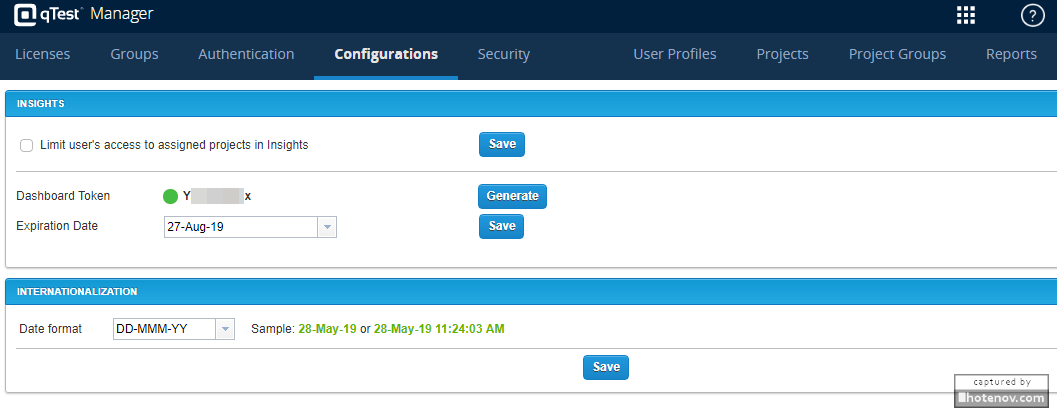 qTest Manager
Licenses Groups Authentication Configurations Security User Profiles Projects Project Groups Reports
INSIGHTS
Limit user's access to assigned projects in Insights Save
Dashboard Token Y x Generate
Expiration Date 27-Aug-19 Save
INTERNATIONALIZATION
Date format DD-MMM-YY Sample: 28-May-19 or 28-May-19 11:24:03 AM
Save
captured by
hotenov.com